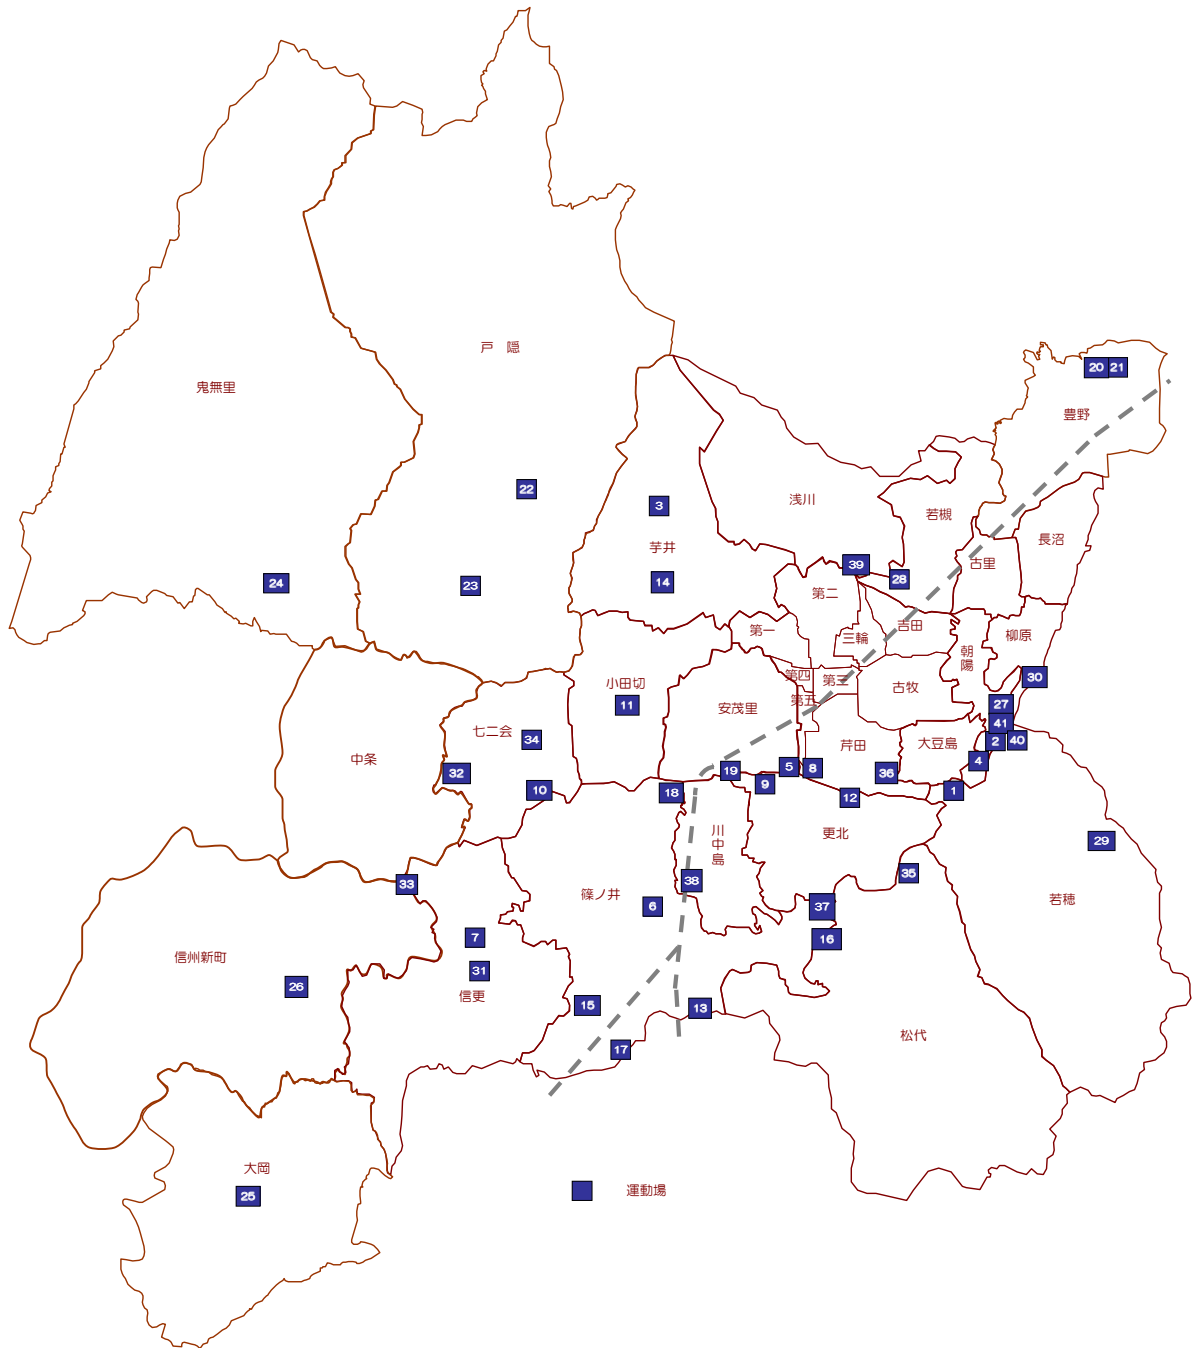 戸 隠
鬼無里
20
21
豊野
22
3
浅川
若槻
長沼
芋井
39
古里
24
23
14
28
第二
第一
三輪
吉田
柳原
朝陽
第四
第三
小田切
古牧
30
11
安茂里
第五
27
41
七二会
34
芹田
大豆島
2
40
中条
32
19
5
8
36
4
10
18
9
12
1
川中島
更北
29
33
38
35
篠ノ井
6
37
若穂
7
16
信州新町
31
26
信更
15
13
松代
17
大岡
25
運動場